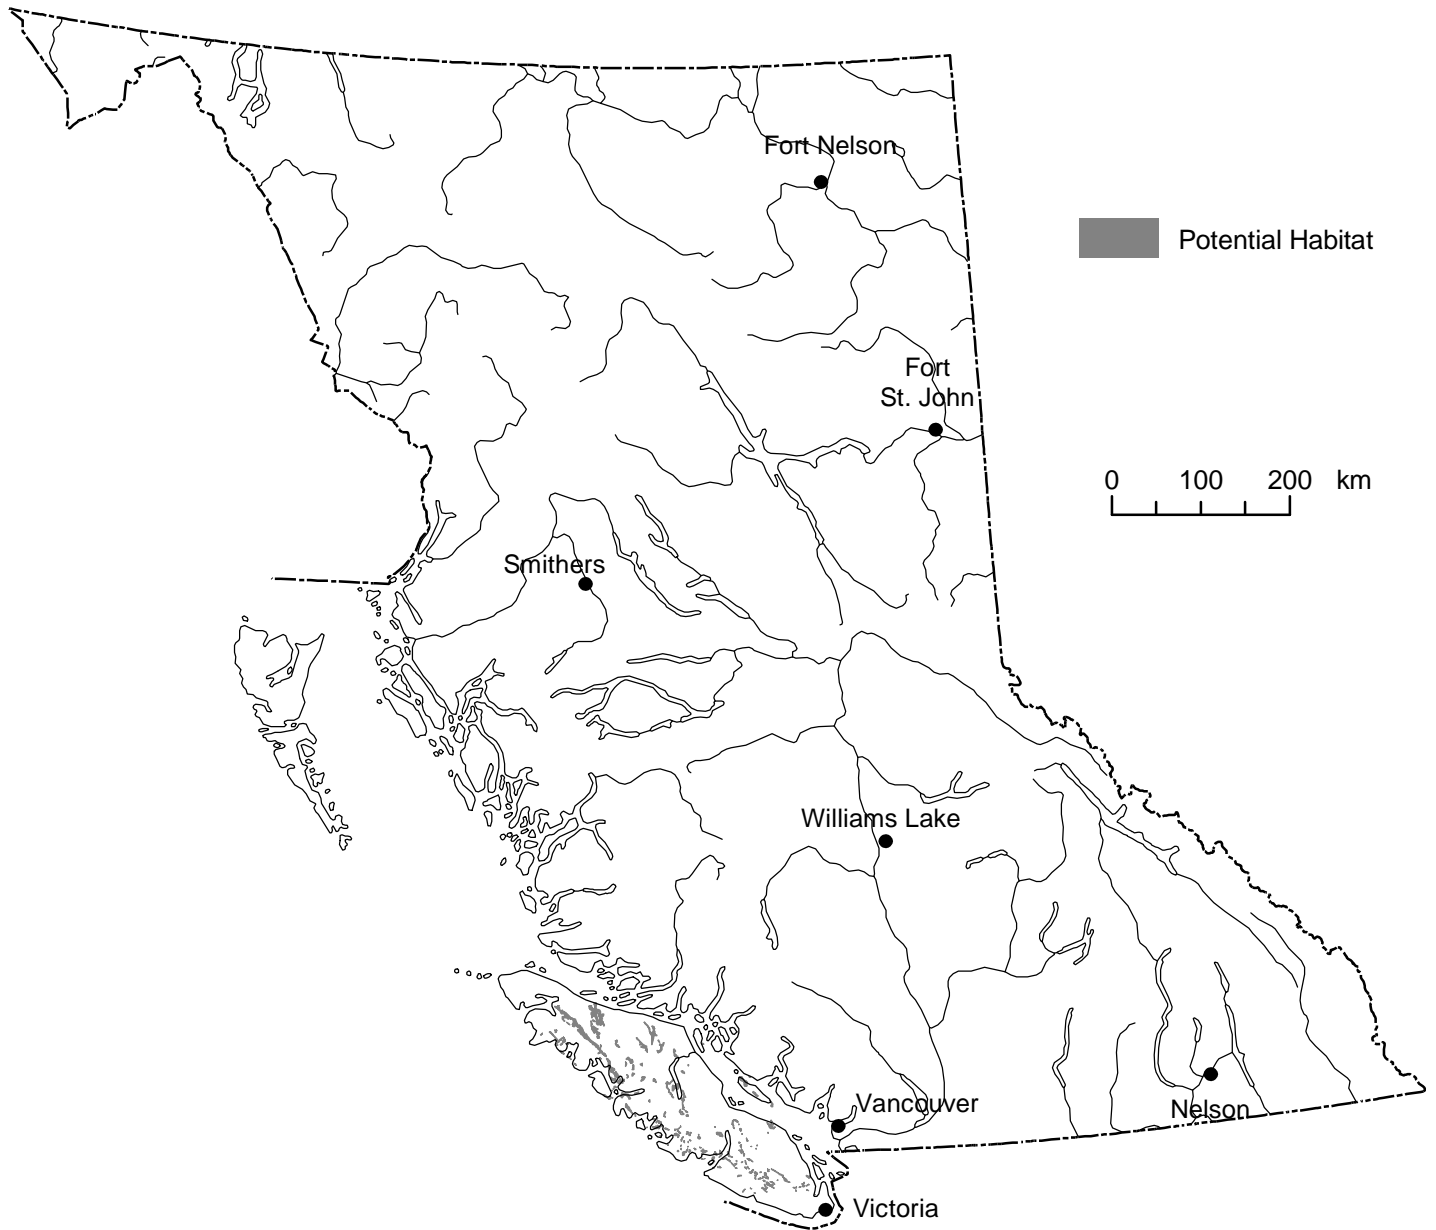 Fort Nelson
Potential Habitat
Fort
St. John
0 100 200 km
Smithers
Williams Lake
Vancouver
Nelson
Victoria